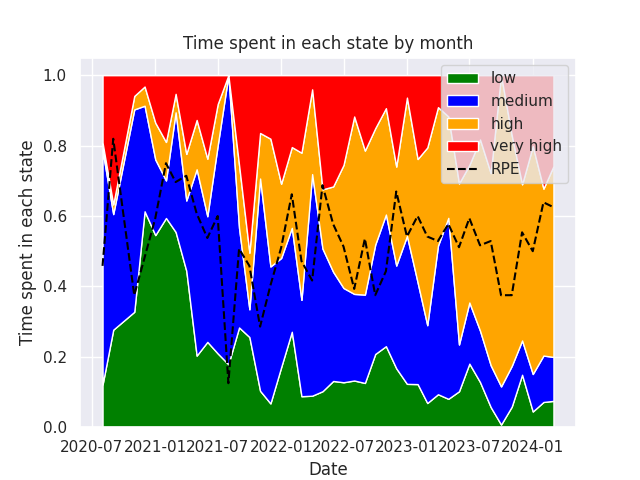 Time spent in each state by month
low
medium
high
very high
RPE
1.0
0.8
0.6
0.4
0.2
0.0
Time spent in each state
2020-07
2021-01
2021-07
2022-01
2022-07
2023-01
2023-07
2024-01
Date